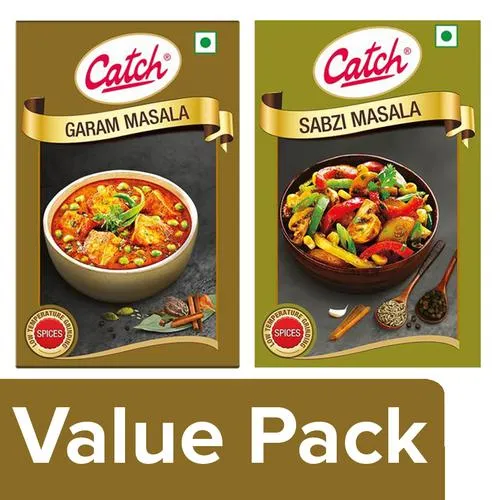 Catch®
GARAM MASALA
LOW TEMPERATURE GRINDING
SPICES
Catch®
SABZI MASALA
LOW TEMPERATURE GRINDING
SPICES
Value Pack